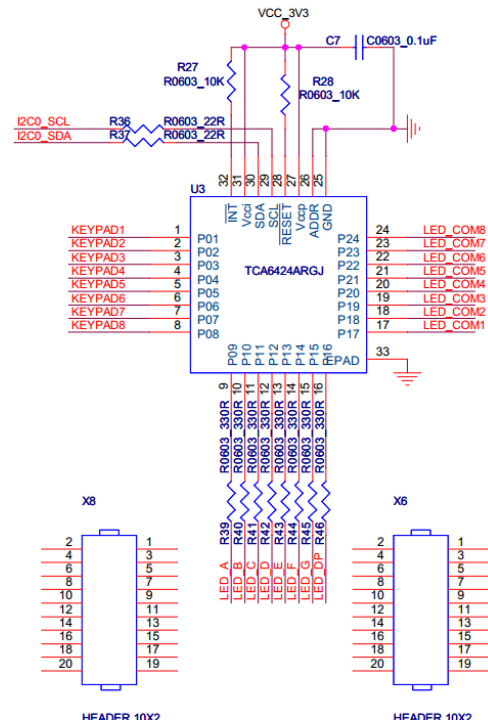 VCC_3V3
C7 C0603_0.1uF
R27
R0603_10K
R28
R0603_10K
I2C0_SCL R36 R0603_22R
I2C0_SDA R37 R0603_22R
32 31 30 29 28 27 26 25
U3
INT Vcci SDA SCL RESET Vccp ADDR GND
KEYPAD1 1 P01 P24 24 LED_COM8
KEYPAD2 2 P02 P23 23 LED_COM7
KEYPAD3 3 P03 P22 22 LED_COM6
KEYPAD4 4 P04 P21 21 LED_COM5
KEYPAD5 5 P05 P20 20 LED_COM4
KEYPAD6 6 P06 P19 19 LED_COM3
KEYPAD7 7 P07 P18 18 LED_COM2
KEYPAD8 8 P08 P17 17 LED_COM1
TCA6424ARGJ
EPAD 33
P09 P10 P11 P12 P13 P14 P15 P16
9 10 11 12 13 14 15 16
R0603_330R R0603_330R R0603_330R R0603_330R R0603_330R R0603_330R R0603_330R R0603_330R
R39 R40 R41 R42 R43 R44 R45 R46
LED_A LED_B LED_C LED_D LED_E LED_F LED_G LED_DP
X8 X6
2 1 2 1
4 3 4 3
6 5 6 5
8 7 8 7
10 9 10 9
12 11 12 11
14 13 14 13
16 15 16 15
18 17 18 17
20 19 20 19
HEADER 10X2 HEADER 10X2